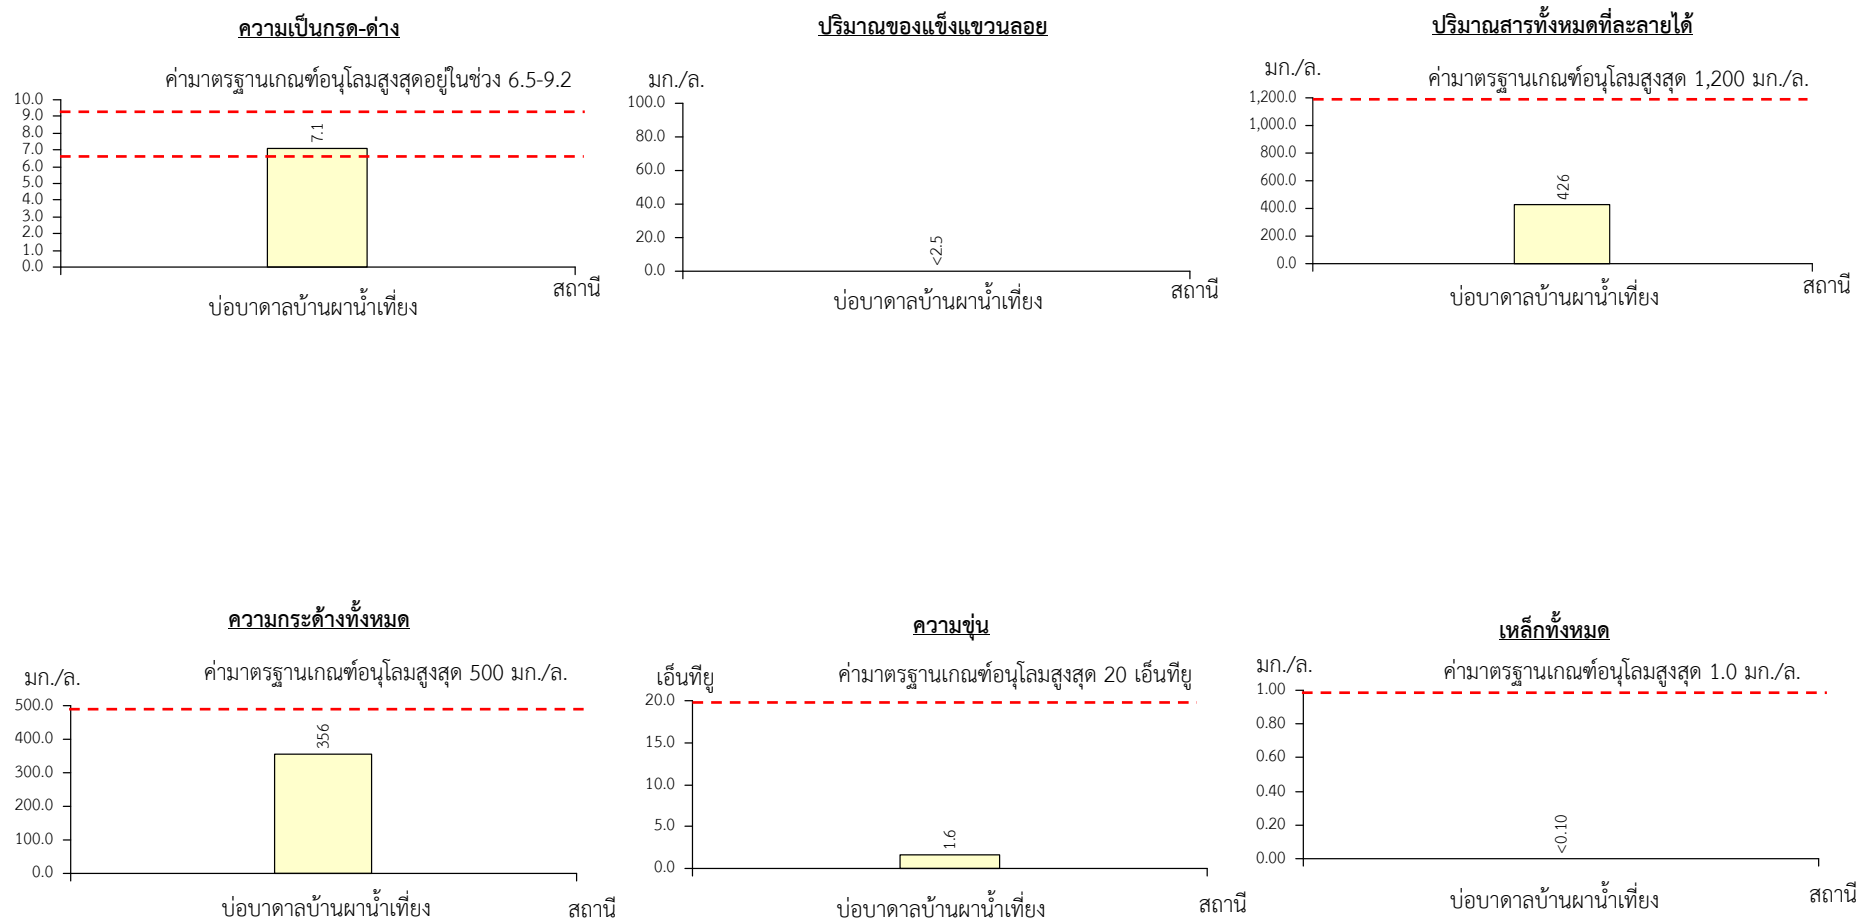 ความเป็นกรด-ด่าง
ค่ามาตรฐานเกณฑ์อนุโลมสูงสุดอยู่ในช่วง 6.5-9.2
10.0
9.0
8.0
7.0
6.0
5.0
4.0
3.0
2.0
1.0
0.0
7.1
สถานี
บ่อบาดาลบ้านผาน้ำเที่ยง
ปริมาณของแข็งแขวนลอย
มก./ล.
100.0
80.0
60.0
40.0
20.0
0.0
<2.5
สถานี
บ่อบาดาลบ้านผาน้ำเที่ยง
ปริมาณสารทั้งหมดที่ละลายได้
มก./ล.
ค่ามาตรฐานเกณฑ์อนุโลมสูงสุด 1,200 มก./ล.
1,200.0
1,000.0
800.0
600.0
400.0
200.0
0.0
426
สถานี
บ่อบาดาลบ้านผาน้ำเที่ยง
ความกระด้างทั้งหมด
มก./ล.
ค่ามาตรฐานเกณฑ์อนุโลมสูงสุด 500 มก./ล.
500.0
400.0
300.0
200.0
100.0
0.0
356
บ่อบาดาลบ้านผาน้ำเที่ยง
สถานี
ความขุ่น
เอ็นทียู
ค่ามาตรฐานเกณฑ์อนุโลมสูงสุด 20 เอ็นทียู
20.0
15.0
10.0
5.0
0.0
1.6
บ่อบาดาลบ้านผาน้ำเที่ยง
สถานี
เหล็กทั้งหมด
มก./ล.
ค่ามาตรฐานเกณฑ์อนุโลมสูงสุด 1.0 มก./ล.
1.00
0.80
0.60
0.40
0.20
0.00
<0.10
บ่อบาดาลบ้านผาน้ำเที่ยง
สถานี